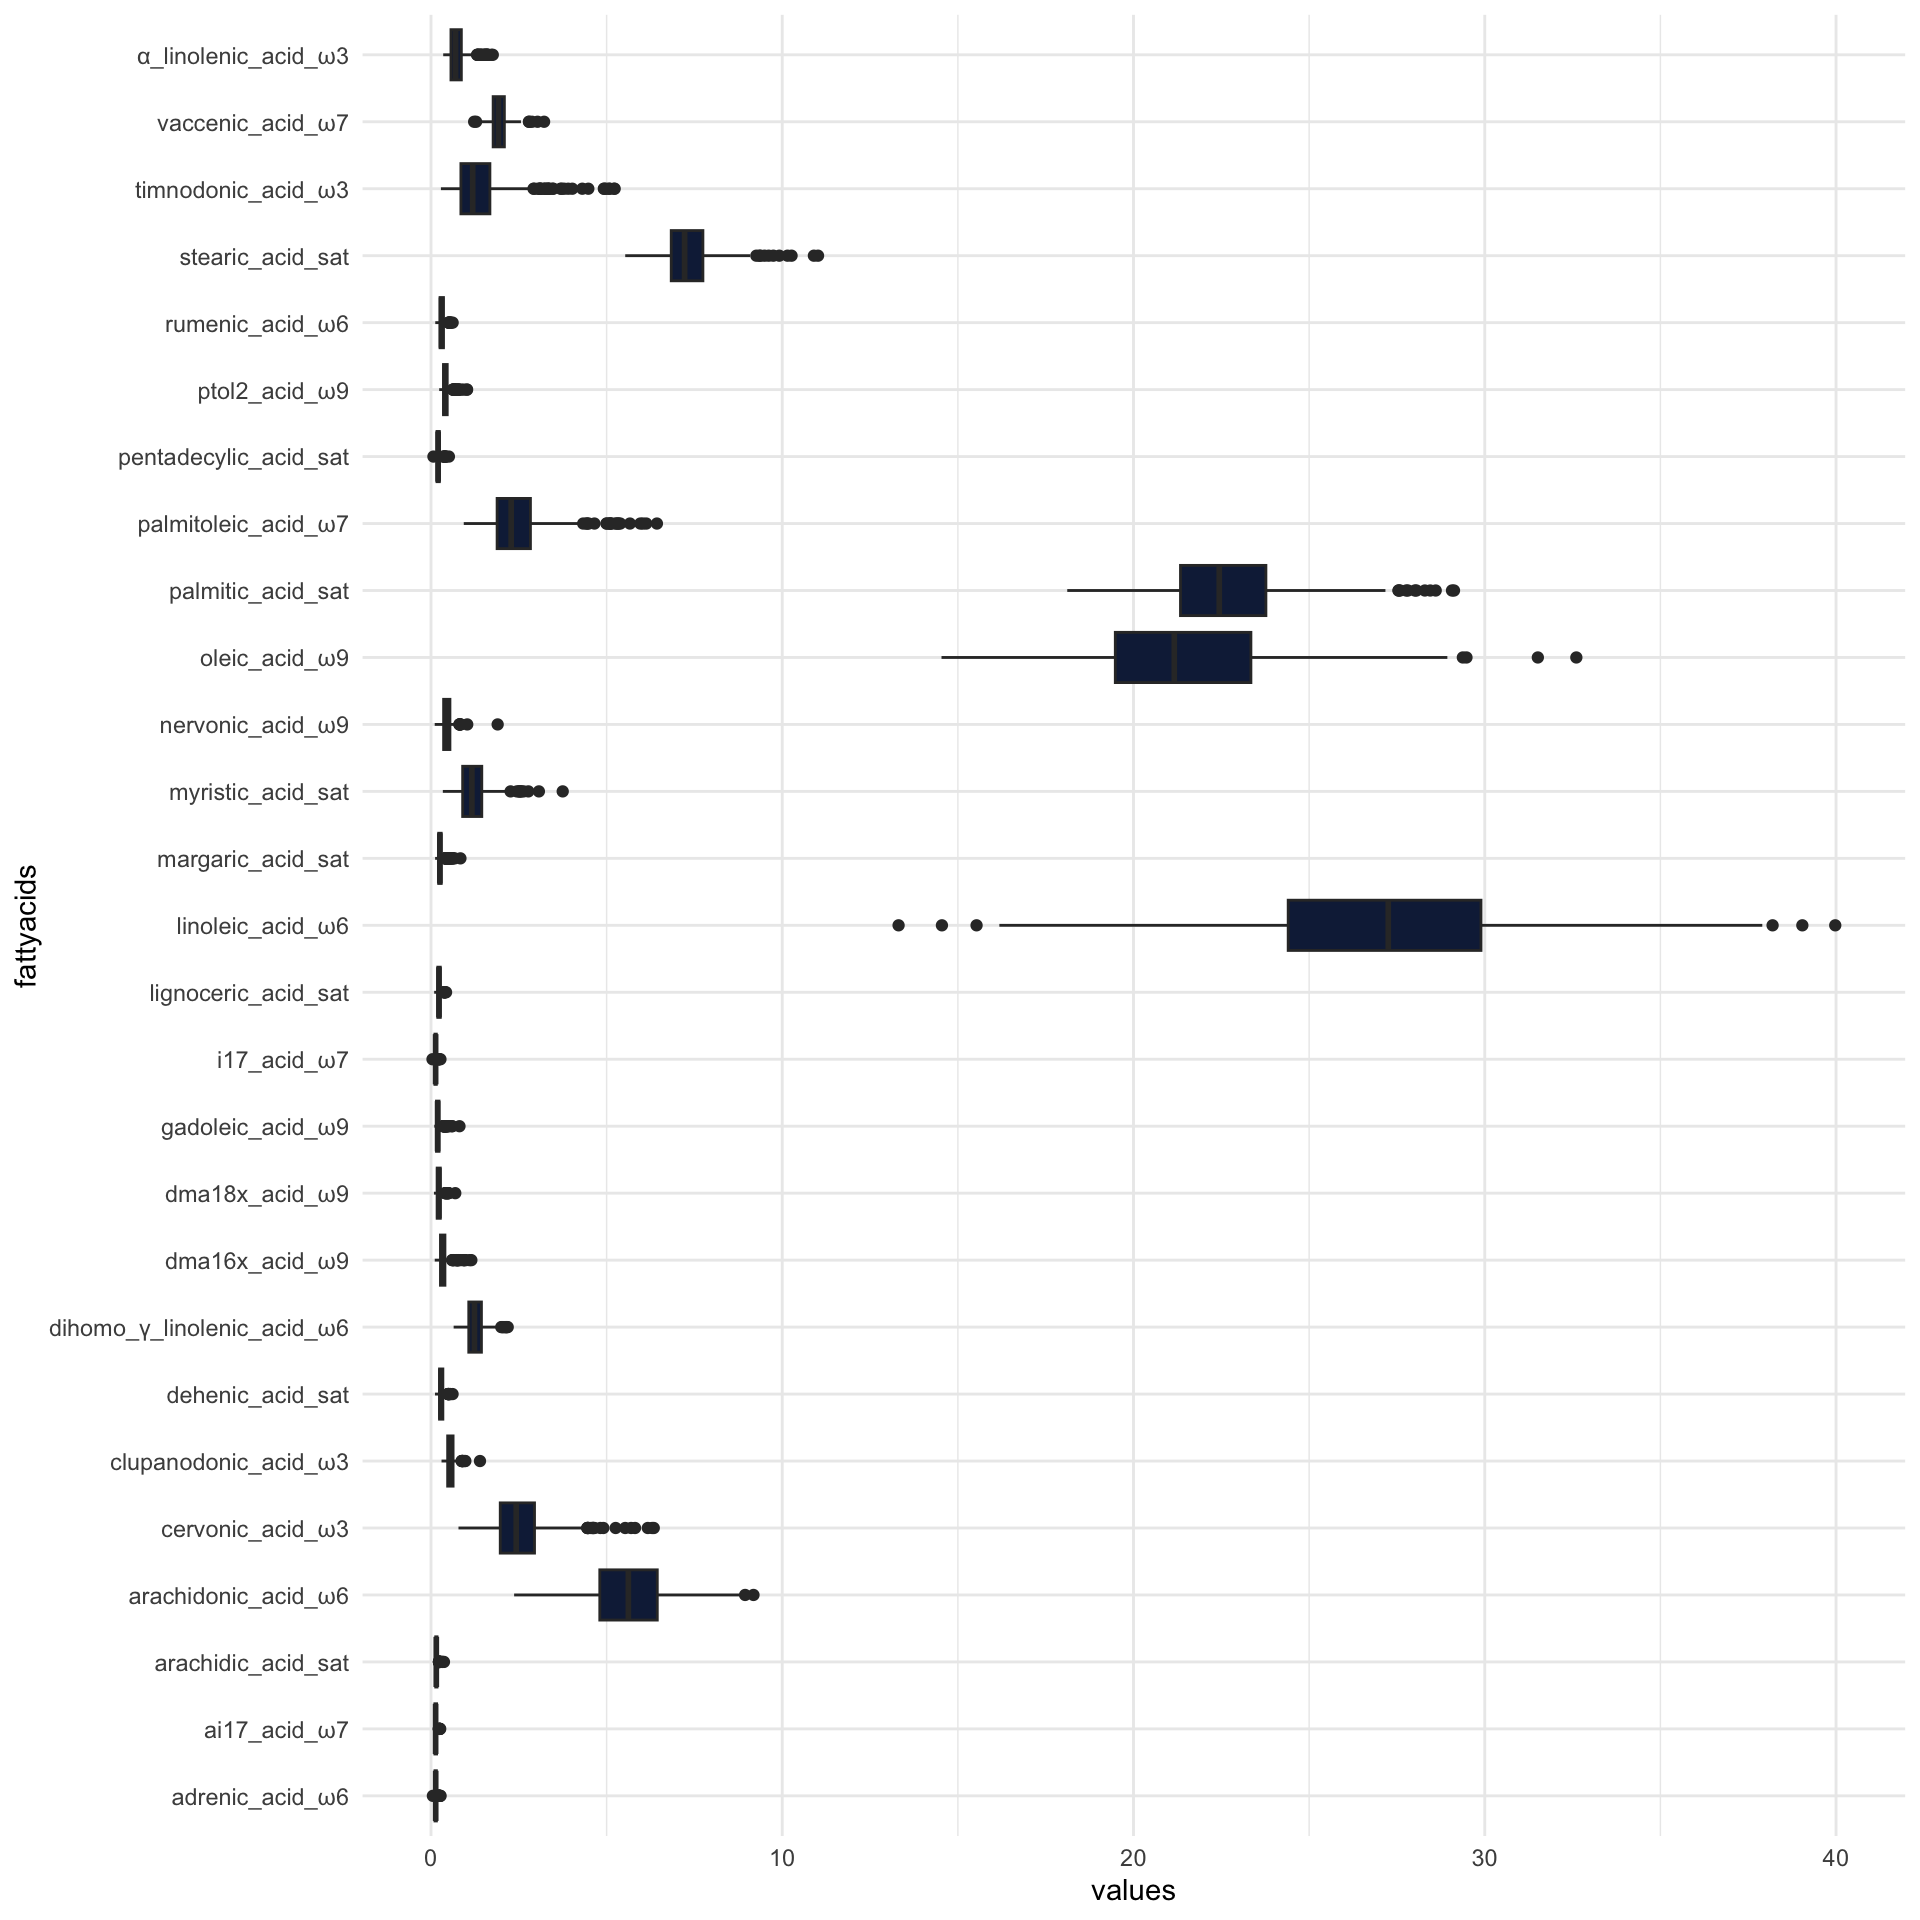 α_linolenic_acid_ω3
vaccenic_acid_ω7
timnodonic_acid_ω3
stearic_acid_sat
rumenic_acid_ω6
ptol2_acid_ω9
pentadecylic_acid_sat
palmitoleic_acid_ω7
palmitic_acid_sat
oleic_acid_ω9
nervonic_acid_ω9
myristic_acid_sat
margaric_acid_sat
linoleic_acid_ω6
lignoceric_acid_sat
i17_acid_ω7
gadoleic_acid_ω9
dma18x_acid_ω9
dma16x_acid_ω9
dihomo_γ_linolenic_acid_ω6
dehenic_acid_sat
clupanodonic_acid_ω3
cervonic_acid_ω3
arachidonic_acid_ω6
arachidic_acid_sat
ai17_acid_ω7
adrenic_acid_ω6
fattyacids
0 10 20 30 40
values